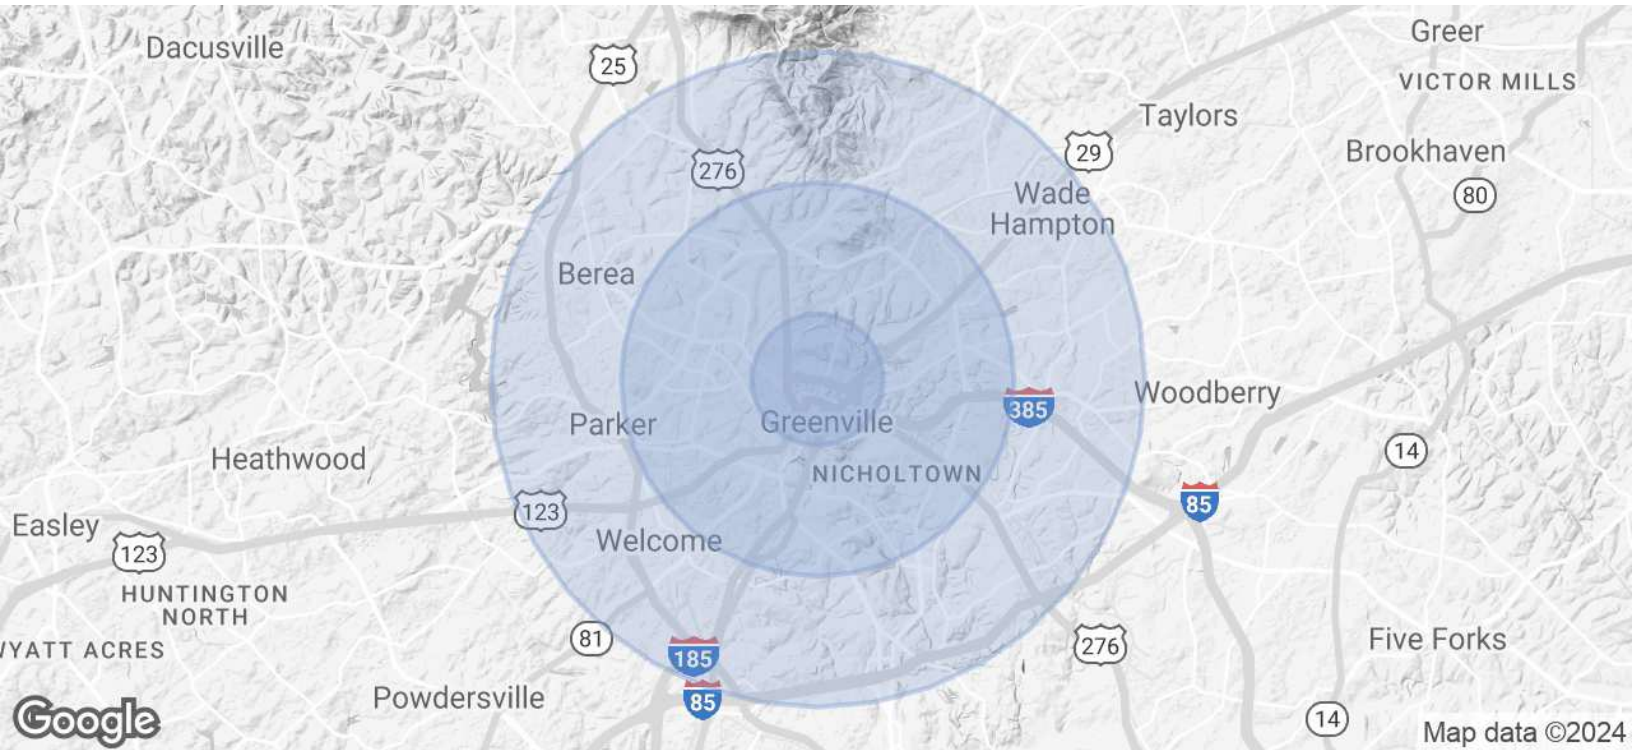 Greer
Dacusville
25
VICTOR MILLS
Taylors
29
Brookhaven
276
Wade
Hampton
80
Berea
Woodberry
385
Parker
Greenville
14
Heathwood
NICHOLTOWN
85
123
Easley
Welcome
123
HUNTINGTON
NORTH
81
276
Five Forks
WYATT ACRES
185
Powdersville
85
Google
14
Map data ©2024